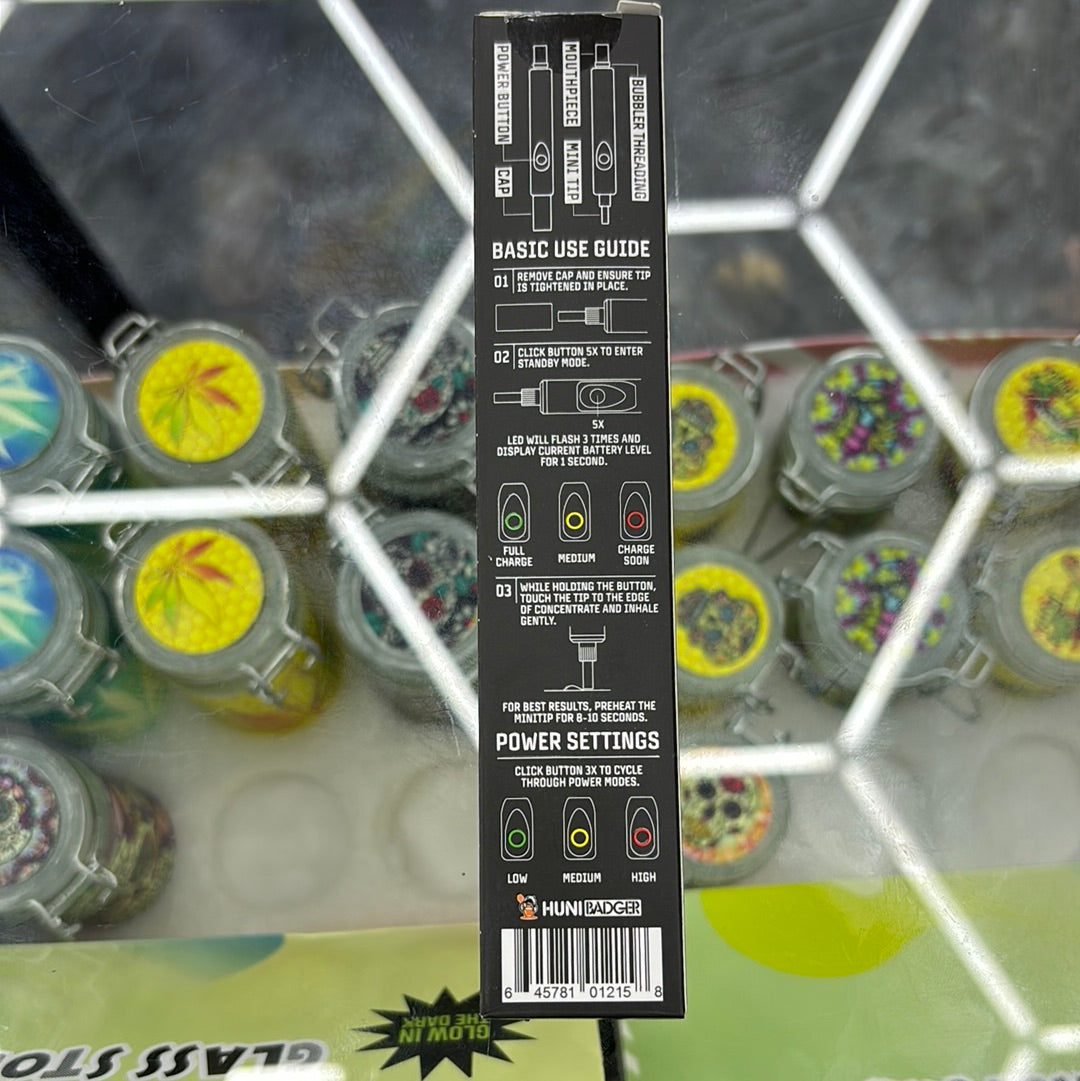 POWER BUTTON
MOUTHPIECE
BUBBLER THREADING
CAP
MINI TIP
BASIC USE GUIDE
01 REMOVE CAP AND ENSURE TIP
IS TIGHTENED IN PLACE.
02 CLICK BUTTON 5X TO ENTER
STANDBY MODE.
5X
LED WILL FLASH 3 TIMES AND
DISPLAY CURRENT BATTERY LEVEL
FOR 1 SECOND.
FULL
CHARGE
MEDIUM
CHARGE
SOON
03 WHILE HOLDING THE BUTTON,
TOUCH THE TIP TO THE EDGE
OF CONCENTRATE AND INHALE
GENTLY.
FOR BEST RESULTS, PREHEAT THE
MINITIP FOR 8-10 SECONDS.
POWER SETTINGS
CLICK BUTTON 3X TO CYCLE
THROUGH POWER MODES.
LOW
MEDIUM
HIGH
HUNI BADGER
6 45781 01215 8
GLOW IN
THE DARK
GLASS